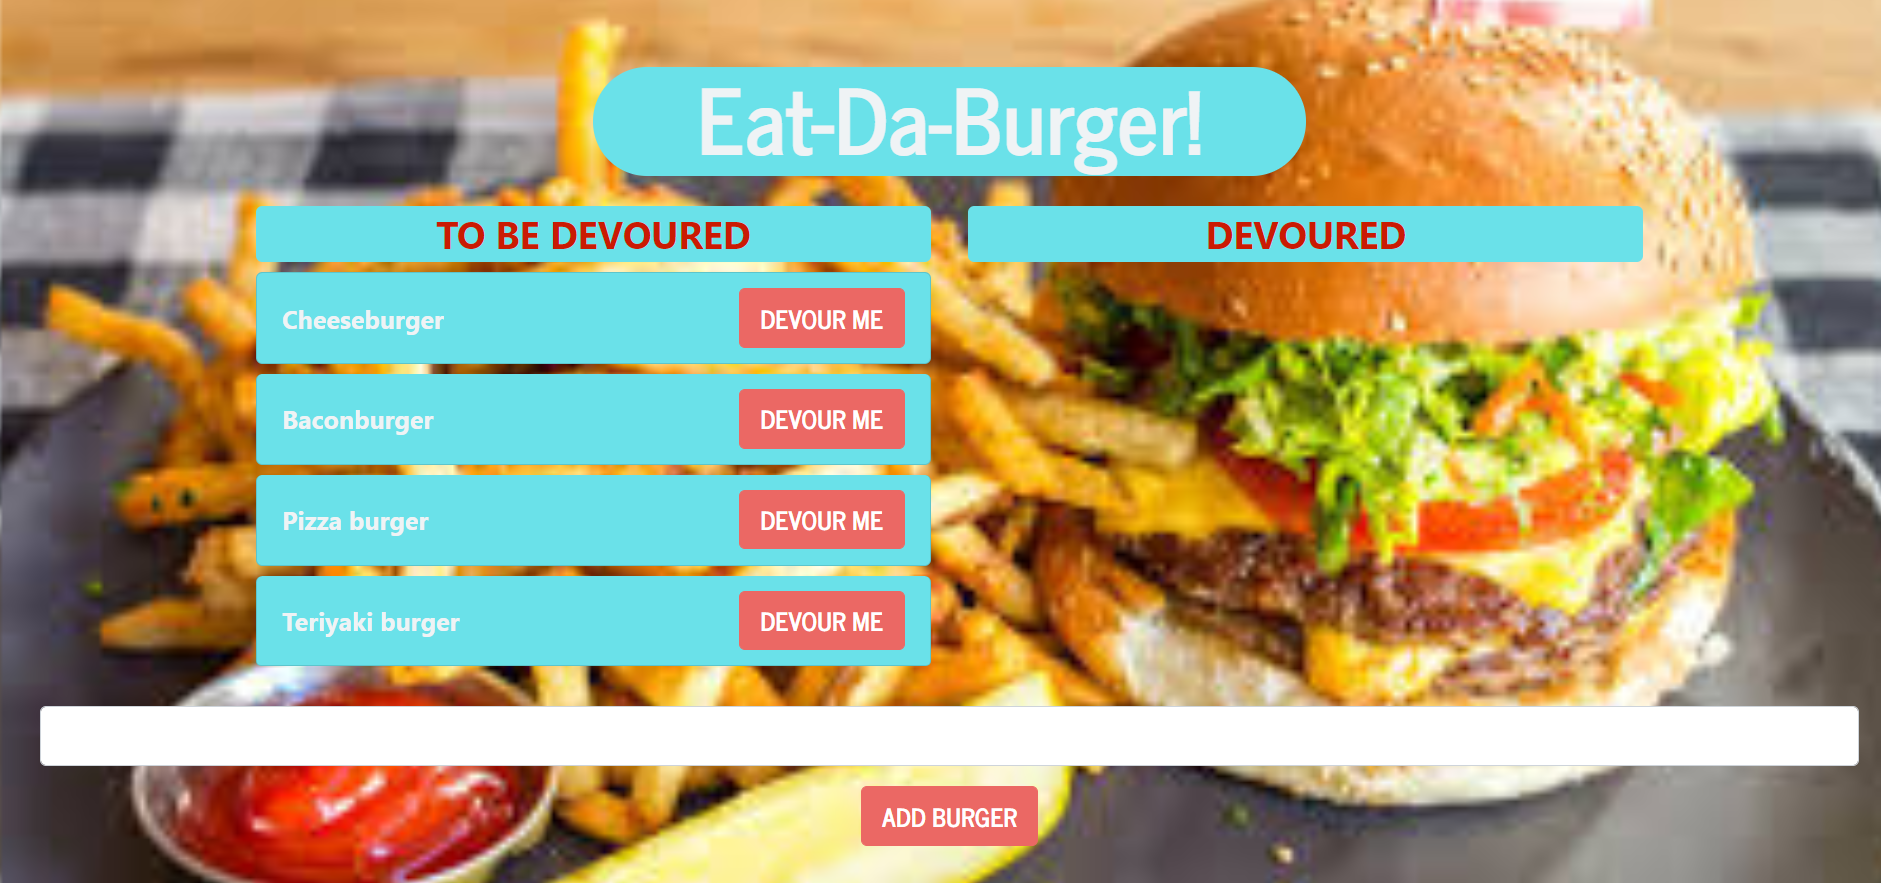 Eat-Da-Burger!
TO BE DEVOURED
Cheeseburger DEVOUR ME
Baconburger DEVOUR ME
Pizza burger DEVOUR ME
Teriyaki burger DEVOUR ME
DEVOURED
ADD BURGER